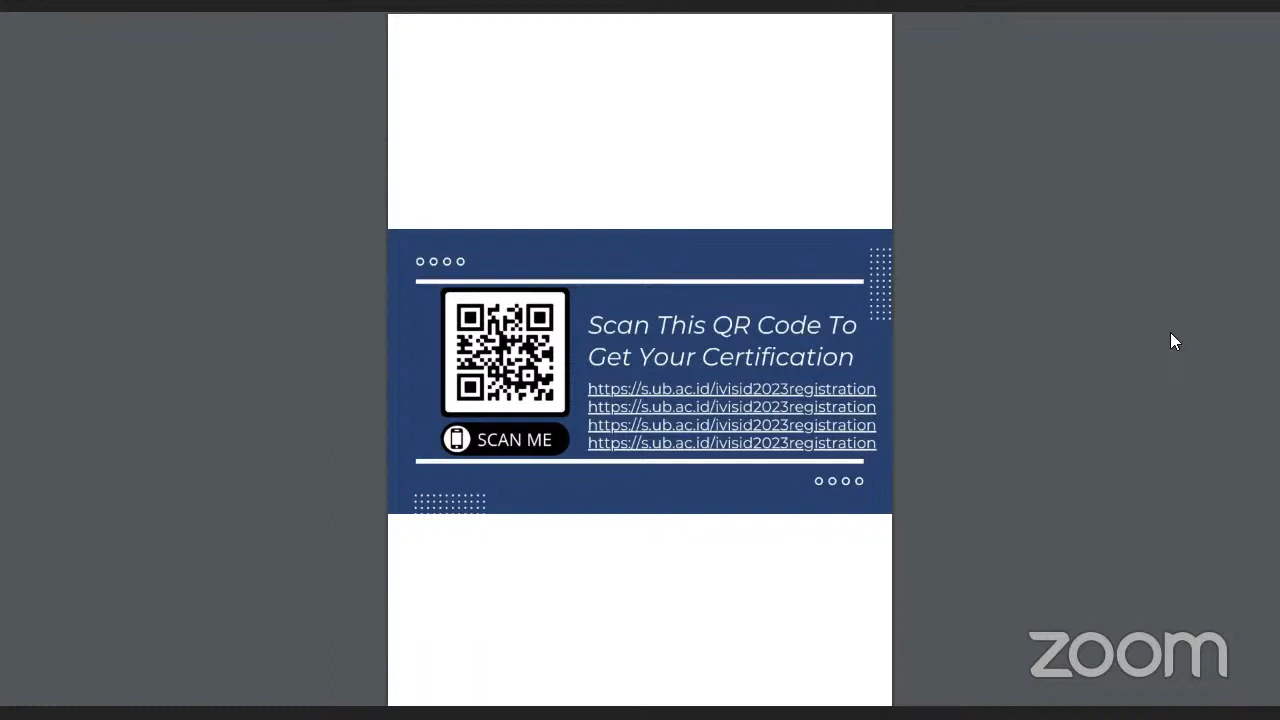 Scan This QR Code To
Get Your Certification
https://s.ub.ac.id/ivisid2023registration
https://s.ub.ac.id/ivisid2023registration
https://s.ub.ac.id/ivisid2023registration
https://s.ub.ac.id/ivisid2023registration
SCAN ME
zoom